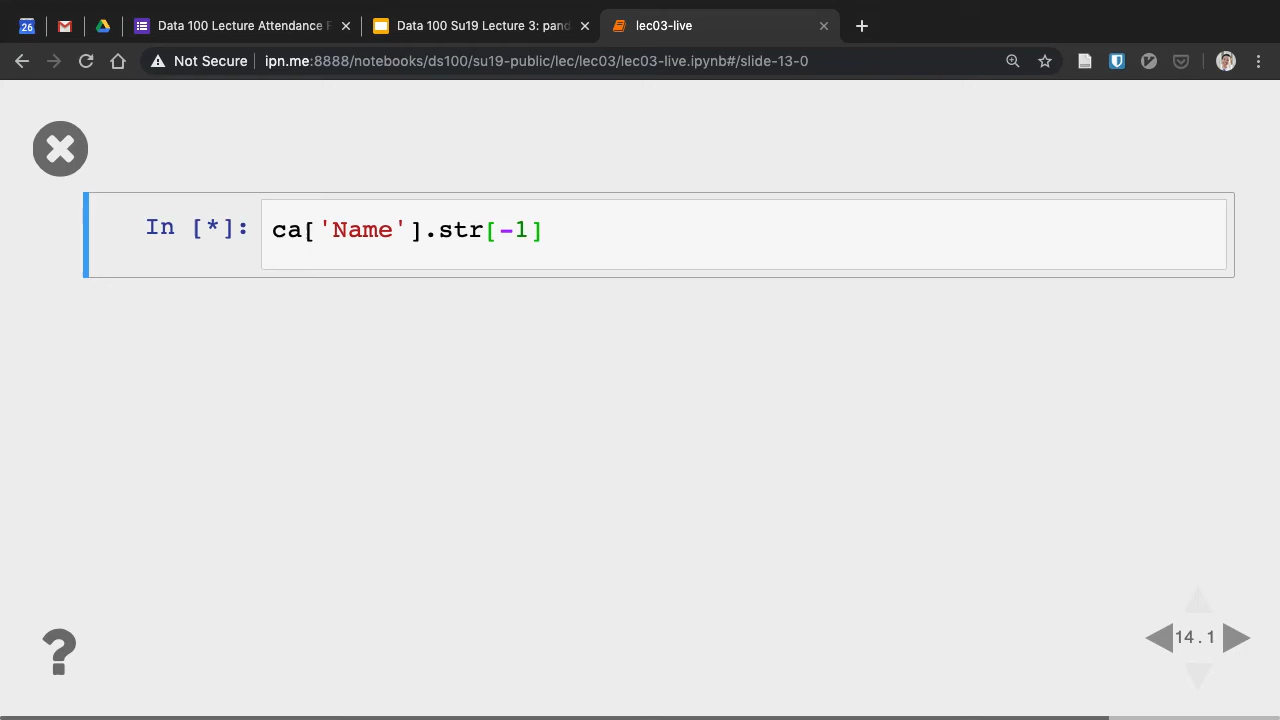 26
Data 100 Lecture Attendance F
Data 100 Su19 Lecture 3: pand
lec03-live
Not Secure
ipn.me:8888/notebooks/ds100/su19-public/lec/lec03/lec03-live.ipynb#/slide-13-0
In [*]:
ca['Name'].str[-1]
?
14.1